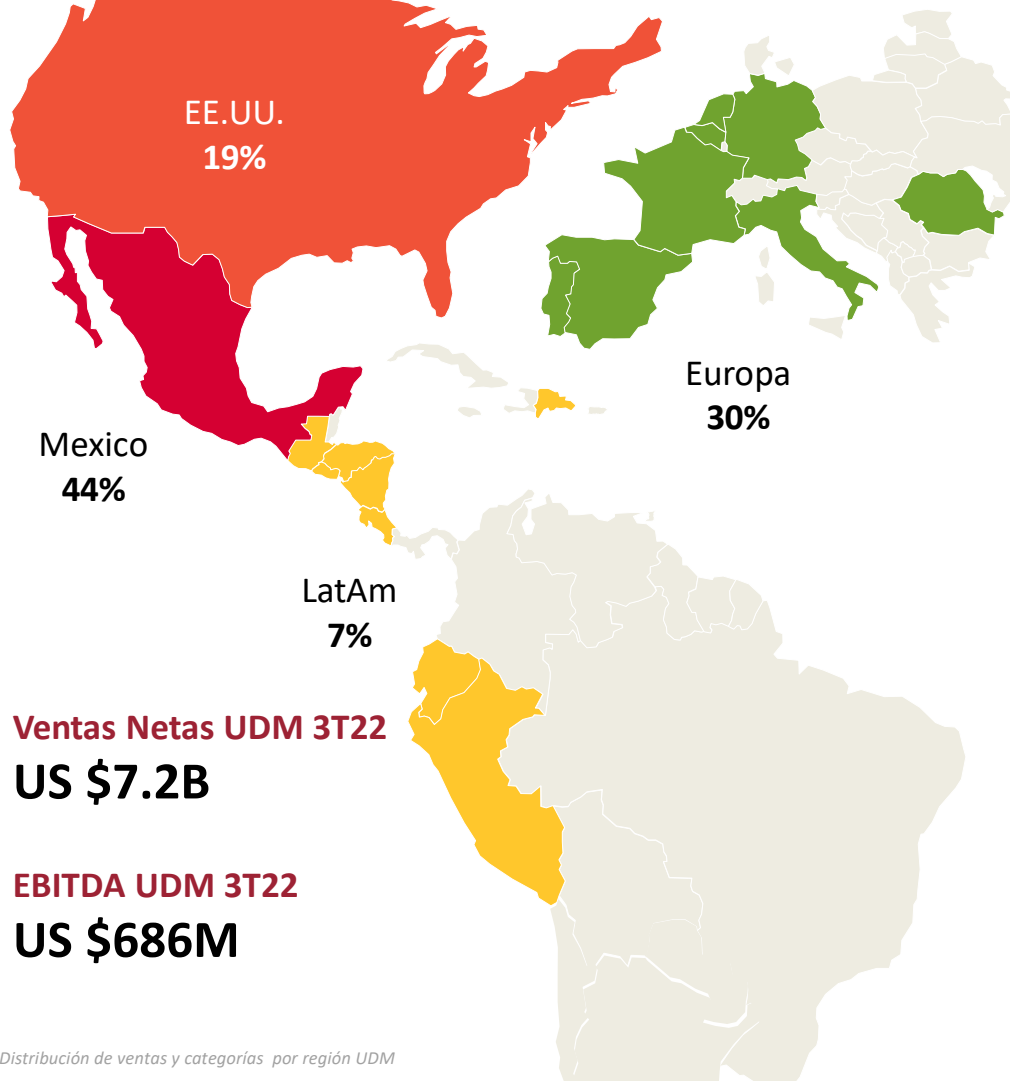 EE.UU.
19%
Europa
30%
Mexico
44%
LatAm
7%
Ventas Netas UDM 3T22
US $7.2B
EBITDA UDM 3T22
US $686M
Distribución de ventas y categorías por región UDM